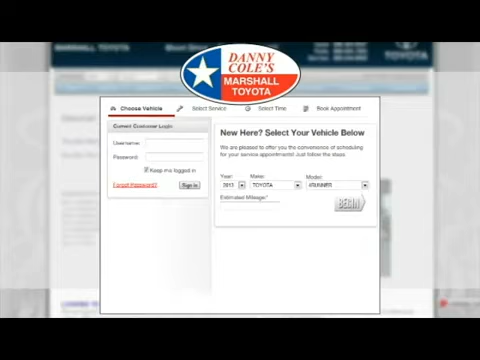 MARSHALL TOYOTA
TOYOTA
DANNY
COLE'S
MARSHALL
TOYOTA
Choose Vehicle
Select Service
Select Time
Book Appointment
Current Customer Login
Username:
Password:
Keep me logged in
Forgot Password?
Sign in
New Here? Select Your Vehicle Below
We are pleased to offer you the convenience of scheduling
for your service appointments! Just follow the steps.
Year: Make: Model:
2013 TOYOTA 4RUNNER
Estimated Mileage:*
BEGIN